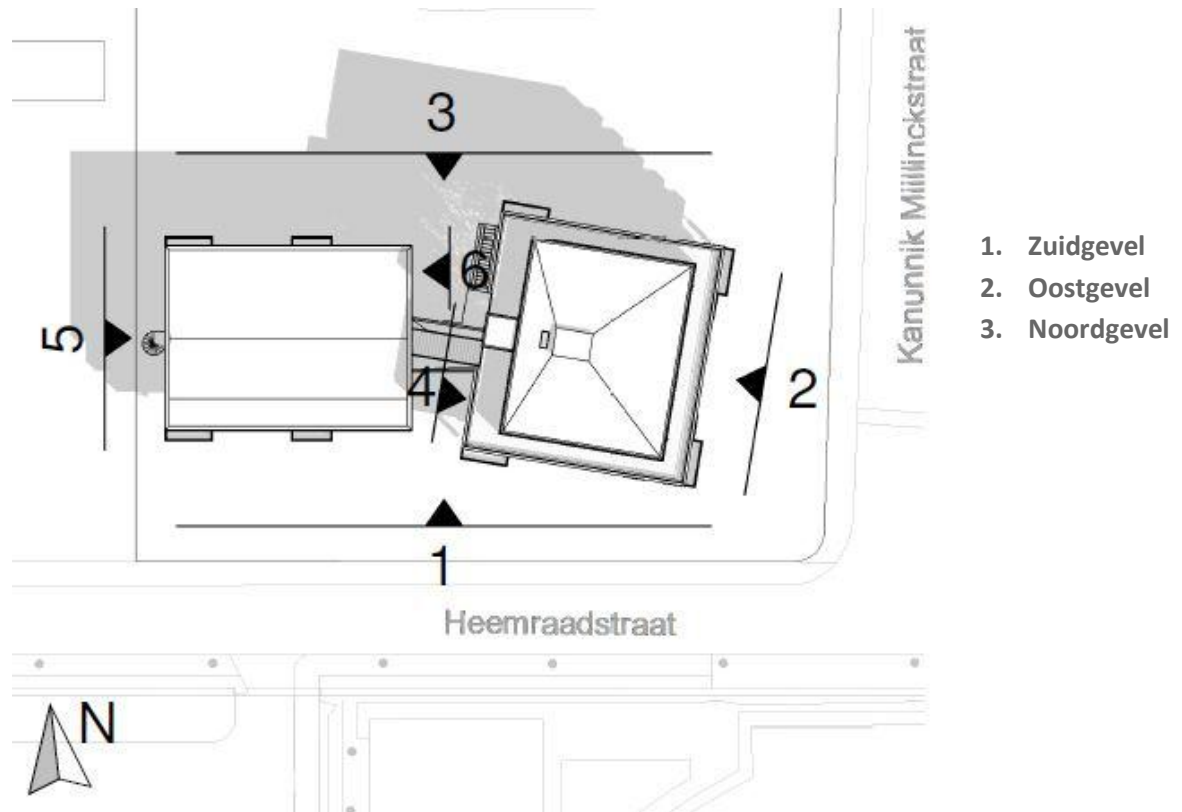 3
Kanunnik Millinckstraat
6
5
4
2
1
Heemraadstraat
N
1. Zuidgevel
2. Oostgevel
3. Noordgevel